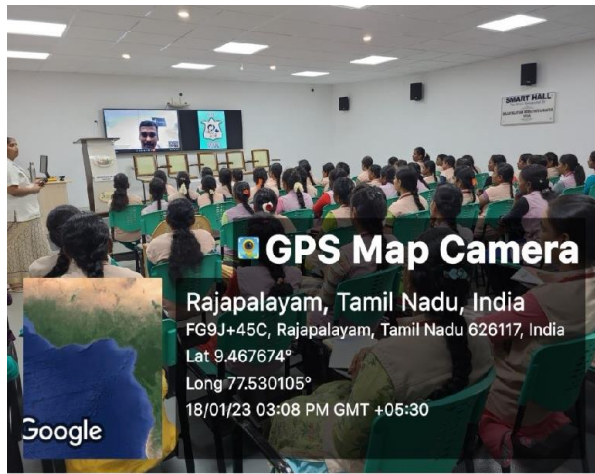 SMART HALL
GPS Map Camera
Rajapalayam, Tamil Nadu, India
FG9J+45C, Rajapalayam, Tamil Nadu 626117, India
Lat 9.467674°
Long 77.530105°
18/01/23 03:08 PM GMT +05:30
Google